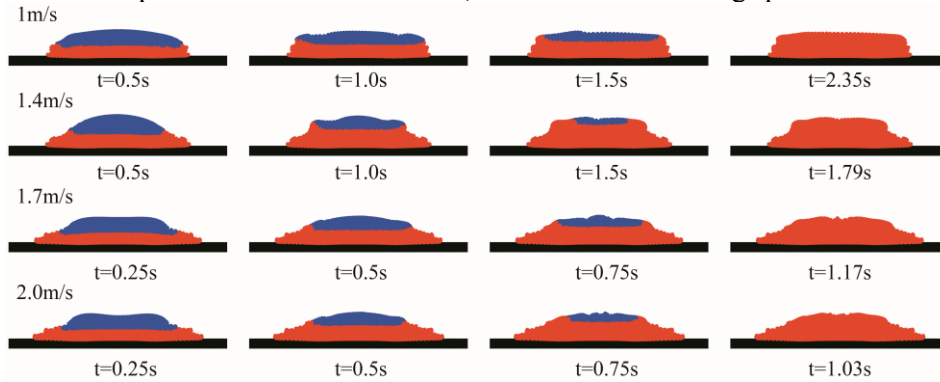 1m/s
t=0.5s t=1.0s t=1.5s t=2.35s
1.4m/s
t=0.5s t=1.0s t=1.5s t=1.79s
1.7m/s
t=0.25s t=0.5s t=0.75s t=1.17s
2.0m/s
t=0.25s t=0.5s t=0.75s t=1.03s